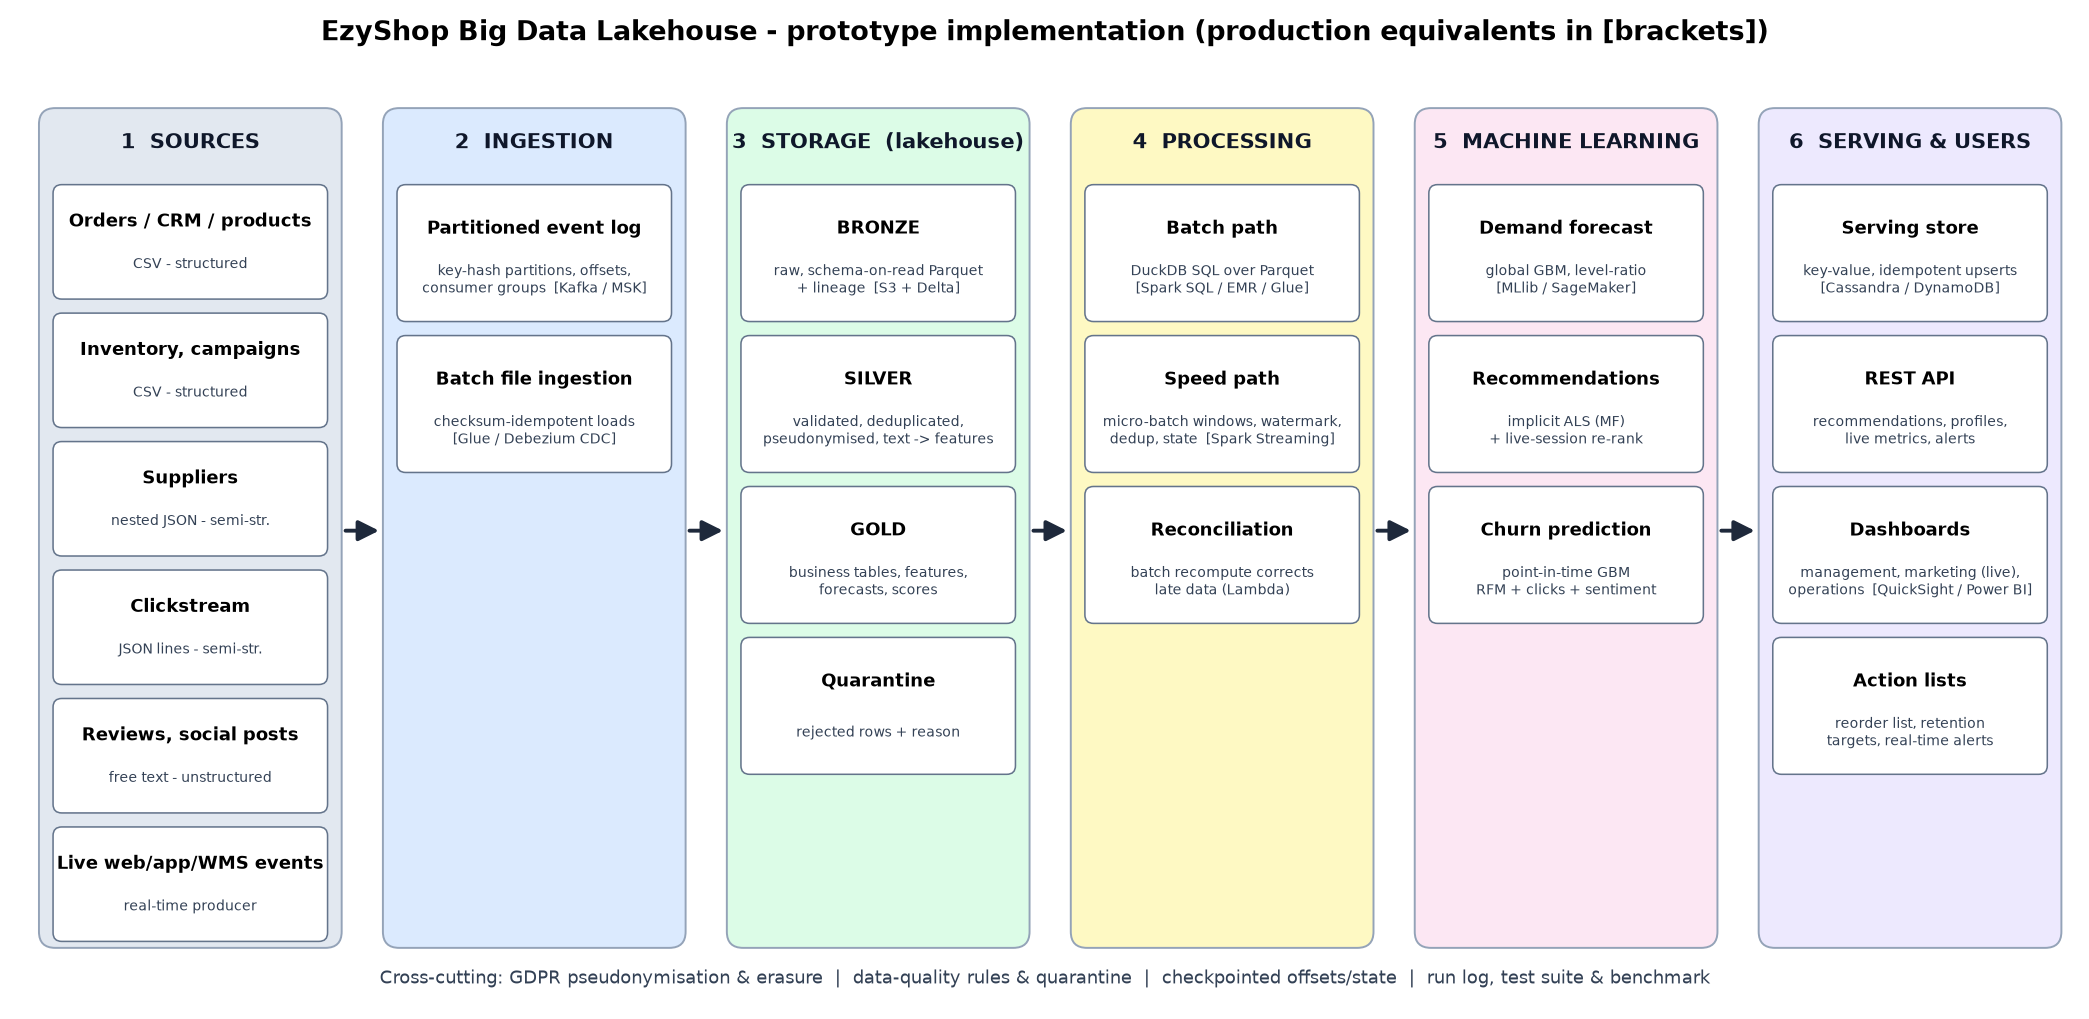 EzyShop Big Data Lakehouse - prototype implementation (production equivalents in [brackets])
1  SOURCES
Orders / CRM / products
CSV - structured
Inventory, campaigns
CSV - structured
Suppliers
nested JSON - semi-str.
Clickstream
JSON lines - semi-str.
Reviews, social posts
free text - unstructured
Live web/app/WMS events
real-time producer
2  INGESTION
Partitioned event log
key-hash partitions, offsets,
consumer groups  [Kafka / MSK]
Batch file ingestion
checksum-idempotent loads
[Glue / Debezium CDC]
3  STORAGE  (lakehouse)
BRONZE
raw, schema-on-read Parquet
+ lineage  [S3 + Delta]
SILVER
validated, deduplicated,
pseudonymised, text -> features
GOLD
business tables, features,
forecasts, scores
Quarantine
rejected rows + reason
4  PROCESSING
Batch path
DuckDB SQL over Parquet
[Spark SQL / EMR / Glue]
Speed path
micro-batch windows, watermark,
dedup, state  [Spark Streaming]
Reconciliation
batch recompute corrects
late data (Lambda)
5  MACHINE LEARNING
Demand forecast
global GBM, level-ratio
[MLlib / SageMaker]
Recommendations
implicit ALS (MF)
+ live-session re-rank
Churn prediction
point-in-time GBM
RFM + clicks + sentiment
6  SERVING & USERS
Serving store
key-value, idempotent upserts
[Cassandra / DynamoDB]
REST API
recommendations, profiles,
live metrics, alerts
Dashboards
management, marketing (live),
operations  [QuickSight / Power BI]
Action lists
reorder list, retention
targets, real-time alerts
Cross-cutting: GDPR pseudonymisation & erasure  |  data-quality rules & quarantine  |  checkpointed offsets/state  |  run log, test suite & benchmark